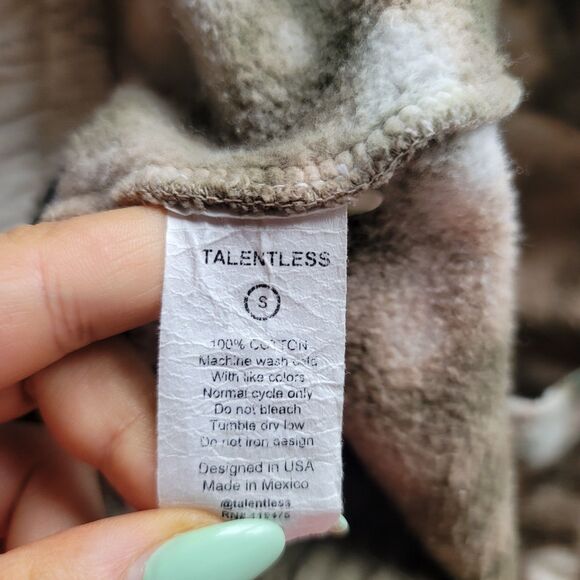 TALENTLESS
S
100% COTTON
Machine wash cold
With like colors
Normal cycle only
Do not bleach
Tumble dry low
Do not iron design
Designed in USA
Made in Mexico
@talentless
RN#